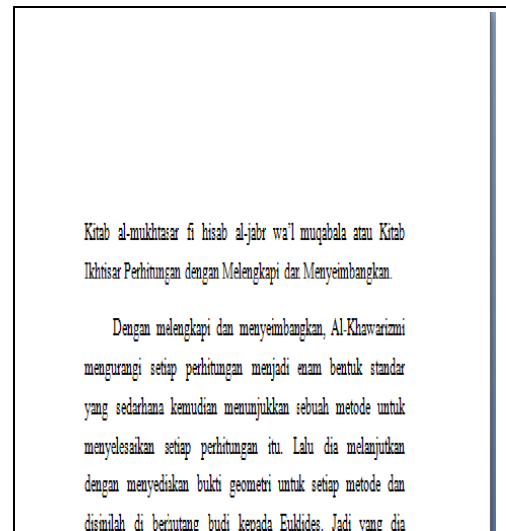 Kitab al-mukhtasar fi hisab al-jabr wa'l muqabala atau Kitab
Ikhtisar Perhitungan dengan Melengkapi dan Menyeimbangkan.
Dengan melengkapi dan menyeimbangkan, Al-Khawarizmi
mengurangi setiap perhitungan menjadi enam bentuk standar
yang sedarhana kemudian menunjukkan sebuah metode untuk
menyelesaikan setiap perhitungan itu. Lalu dia melanjutkan
dengan menyediakan bukti geometri untuk setiap metode dan
disinilah di berhutang budi kepada Euklides. Jadi yang dia